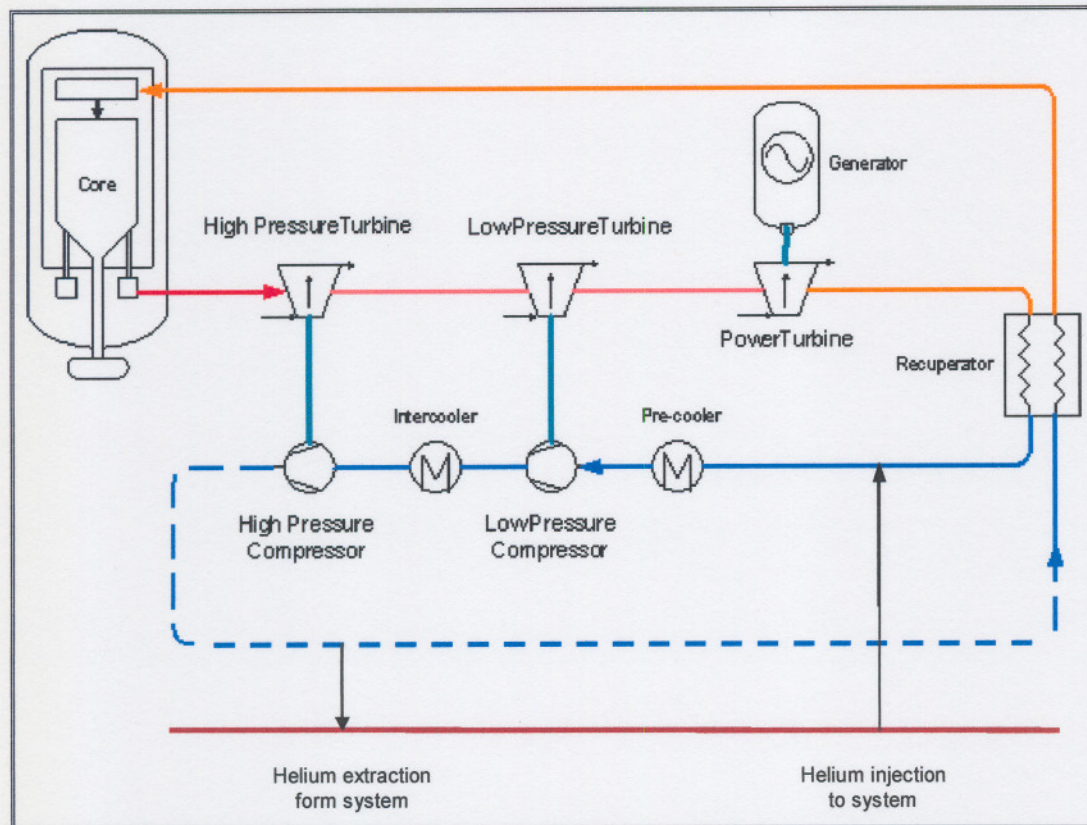 Core
High PressureTurbine
LowPressureTurbine
Generator
PowerTurbine
Recuperator
Intercooler
Pre-cooler
High Pressure
Compressor
LowPressure
Compressor
Helium extraction
form system
Helium injection
to system